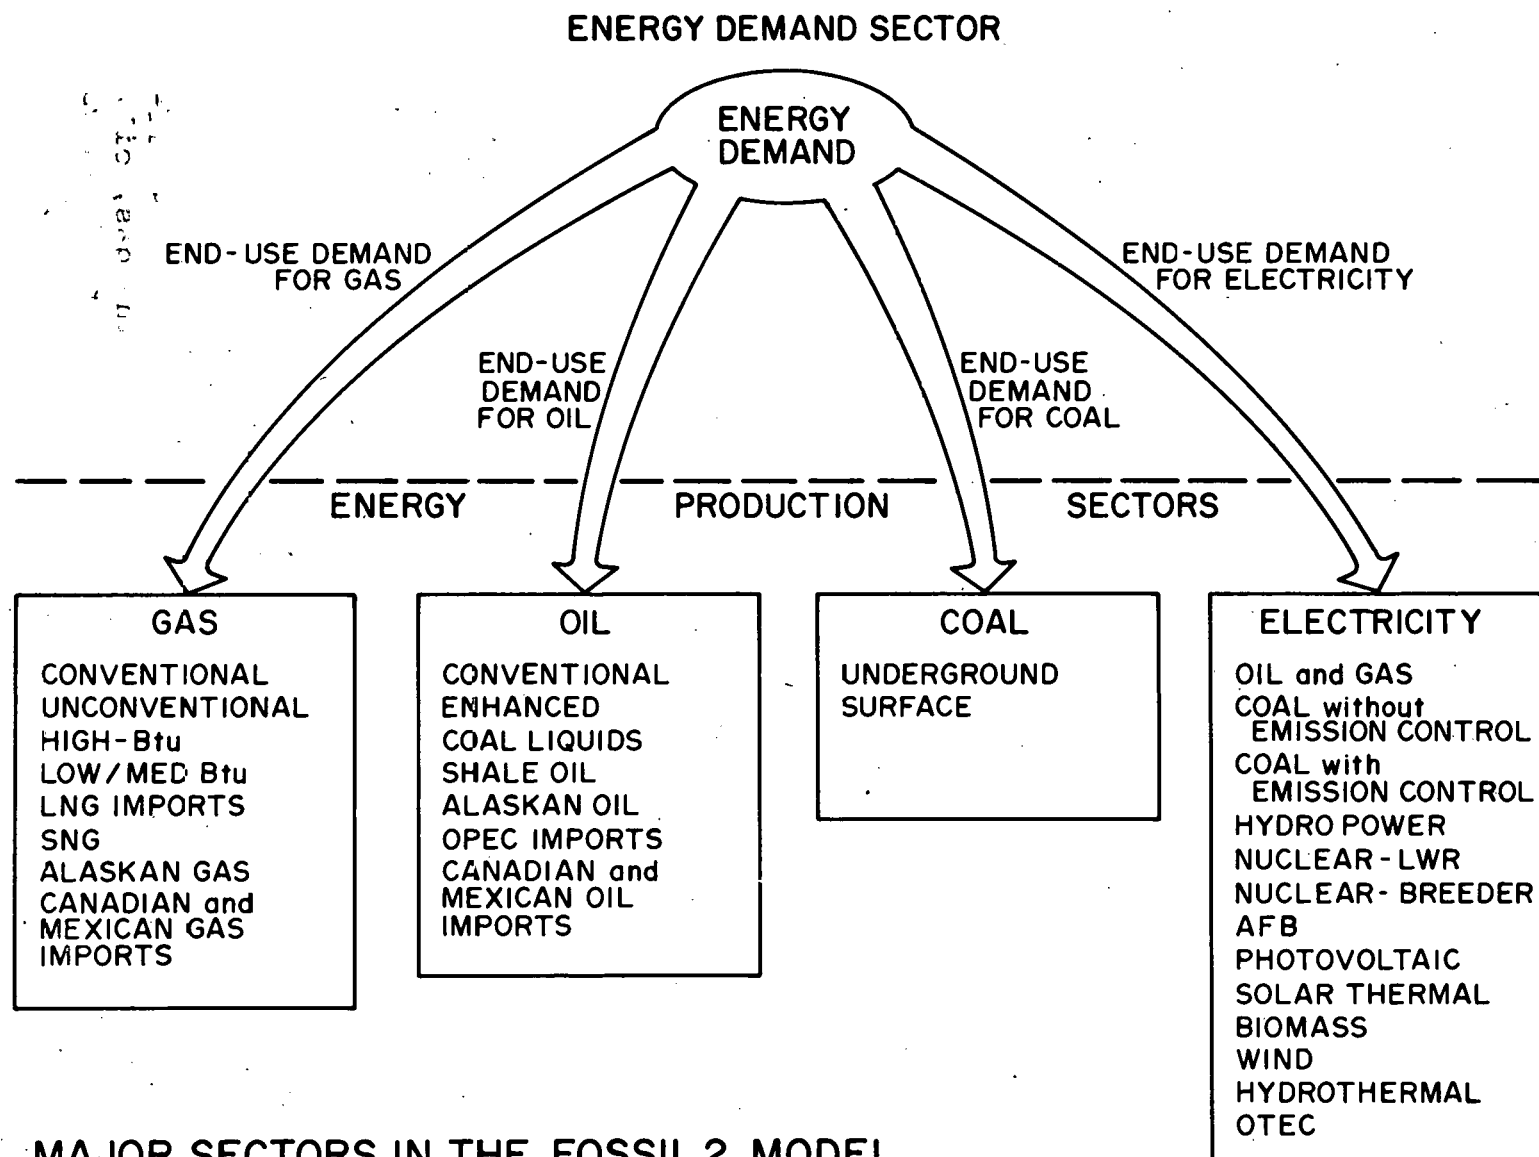 ENERGY DEMAND SECTOR
ENERGY
DEMAND
END-USE DEMAND
FOR GAS
END-USE
DEMAND
FOR OIL
END-USE
DEMAND
FOR COAL
END-USE DEMAND
FOR ELECTRICITY
ENERGY PRODUCTION SECTORS
GAS
CONVENTIONAL
UNCONVENTIONAL
HIGH-Btu
LOW/MED Btu
LNG IMPORTS
SNG
ALASKAN GAS
CANADIAN and
MEXICAN GAS
IMPORTS
OIL
CONVENTIONAL
ENHANCED
COAL LIQUIDS
SHALE OIL
ALASKAN OIL
OPEC IMPORTS
CANADIAN and
MEXICAN OIL
IMPORTS
COAL
UNDERGROUND
SURFACE
ELECTRICITY
OIL and GAS
COAL without
EMISSION CONTROL
COAL with
EMISSION CONTROL
HYDRO POWER
NUCLEAR-LWR
NUCLEAR-BREEDER
AFB
PHOTOVOLTAIC
SOLAR THERMAL
BIOMASS
WIND
HYDROTHERMAL
OTEC
MAJOR SECTORS IN THE FOSSIL 2 MODEL